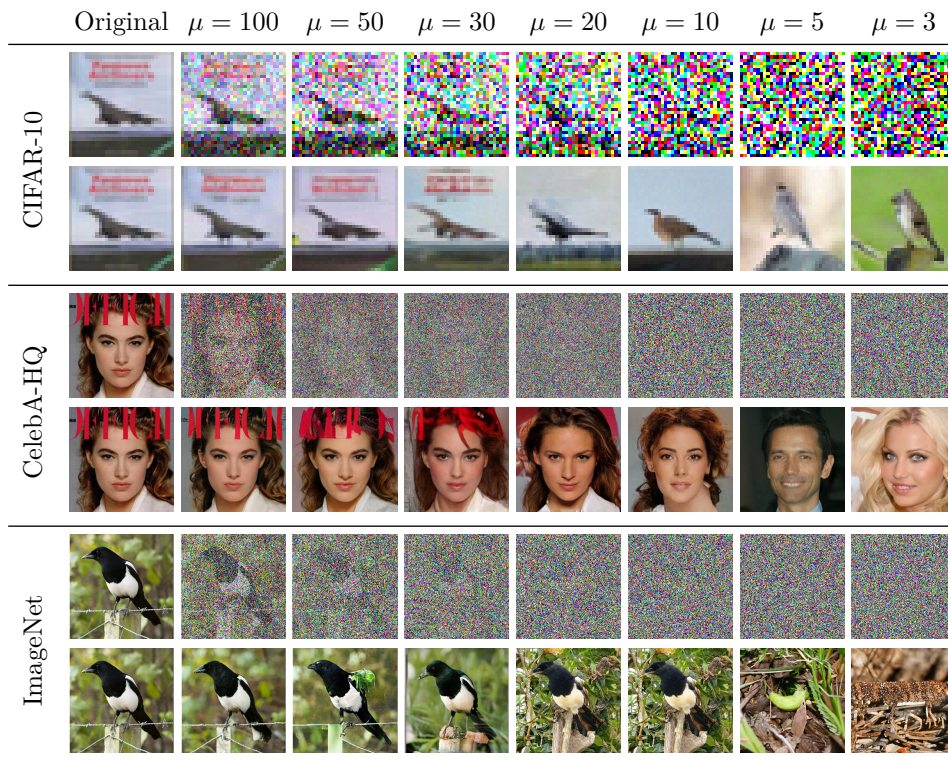 Original μ = 100 μ = 50 μ = 30 μ = 20 μ = 10 μ = 5 μ = 3
CIFAR-10
CelebA-HQ
ImageNet